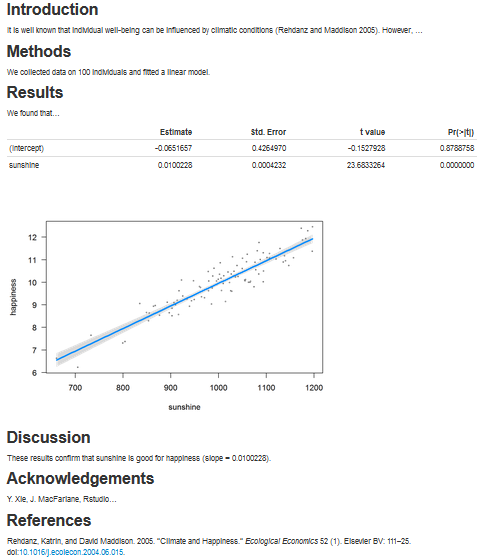 Introduction
It is well known that individual well-being can be influenced by climatic conditions (Rehdanz and Maddison 2005). However, ...
Methods
We collected data on 100 individuals and fitted a linear model.
Results
We found that...
Estimate Std. Error t value Pr(>|t|)
(Intercept) -0.0651657 0.4264970 -0.1527928 0.8788758
sunshine 0.0100228 0.0004232 23.6833264 0.0000000
12
11
10
9
8
7
6
happiness
700 800 900 1000 1100 1200
sunshine
Discussion
These results confirm that sunshine is good for happiness (slope = 0.0100228).
Acknowledgements
Y. Xie, J. MacFarlane, Rstudio...
References
Rehdanz, Katrin, and David Maddison. 2005. "Climate and Happiness." Ecological Economics 52 (1). Elsevier BV: 111–25.
doi:10.1016/j.ecolecon.2004.06.015.